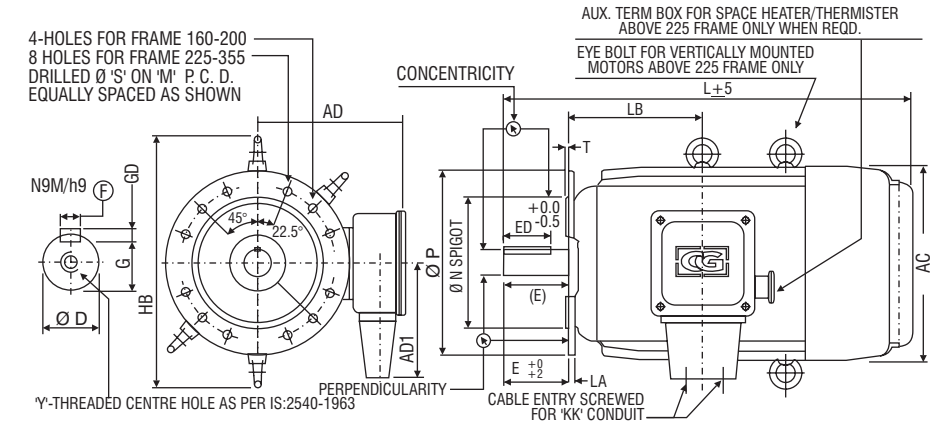 AUX. TERM BOX FOR SPACE HEATER/THERMISTER
ABOVE 225 FRAME ONLY WHEN REQD.
4-HOLES FOR FRAME 160-200
8 HOLES FOR FRAME 225-355
DRILLED Ø 'S' ON 'M' P. C. D.
EQUALLY SPACED AS SHOWN
EYE BOLT FOR VERTICALLY MOUNTED
MOTORS ABOVE 225 FRAME ONLY
CONCENTRICITY
L±5
AD
LB
T
N9M/h9
F
GD
45°
22.5°
+0.0
-0.5
ED
G
HB
Ø P
Ø N SPIGOT
CG
AC
(E)
Ø D
AD1
E +0
+2
LA
PERPENDICULARITY
'Y'-THREADED CENTRE HOLE AS PER IS:2540-1963
CABLE ENTRY SCREWED
FOR 'KK' CONDUIT